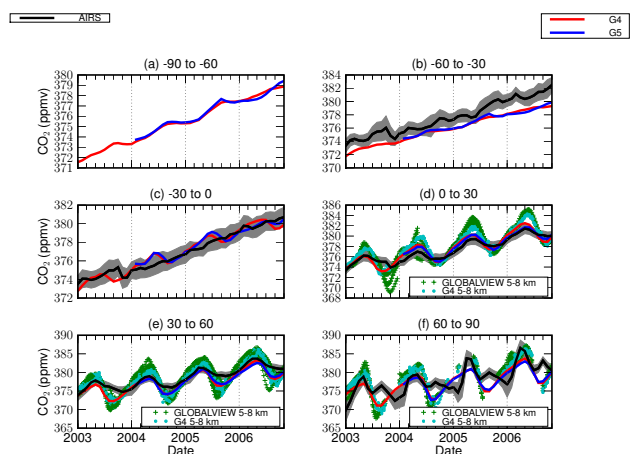 AIRS
G4
G5
(a) -90 to -60
(b) -60 to -30
CO2 (ppmv)
380
379
378
377
376
375
374
373
372
371
384
382
380
378
376
374
372
370
(c) -30 to 0
(d) 0 to 30
CO2 (ppmv)
382
380
378
376
374
372
386
384
382
380
378
376
374
372
370
368
GLOBALVIEW 5-8 km
G4 5-8 km
(e) 30 to 60
(f) 60 to 90
CO2 (ppmv)
395
390
385
380
375
370
365
390
385
380
375
370
365
GLOBALVIEW 5-8 km
G4 5-8 km
GLOBALVIEW 5-8 km
G4 5-8 km
2003 2004 2005 2006
2003 2004 2005 2006
Date
Date